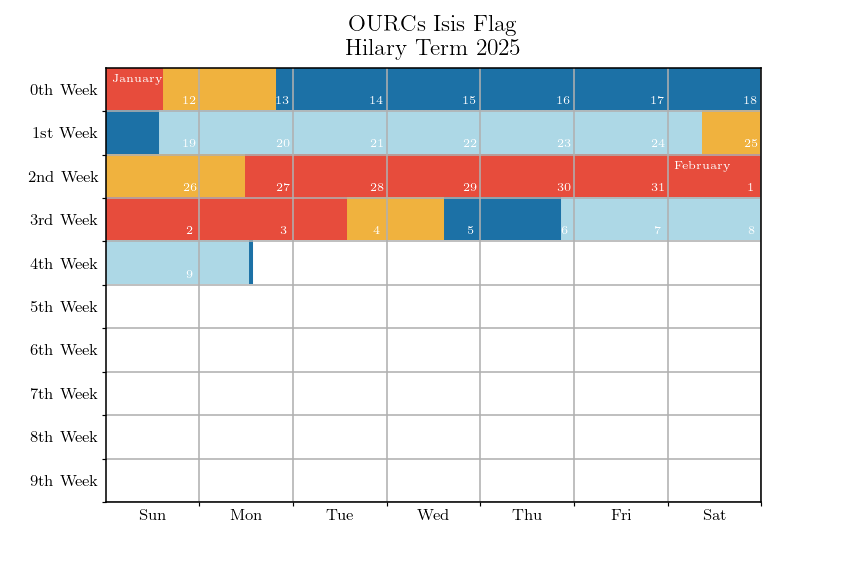 OURCs Isis Flag
Hilary Term 2025
January
0th Week 12 13 14 15 16 17 18
1st Week 19 20 21 22 23 24 25
February
2nd Week 26 27 28 29 30 31 1
3rd Week 2 3 4 5 6 7 8
4th Week 9
5th Week
6th Week
7th Week
8th Week
9th Week
Sun Mon Tue Wed Thu Fri Sat